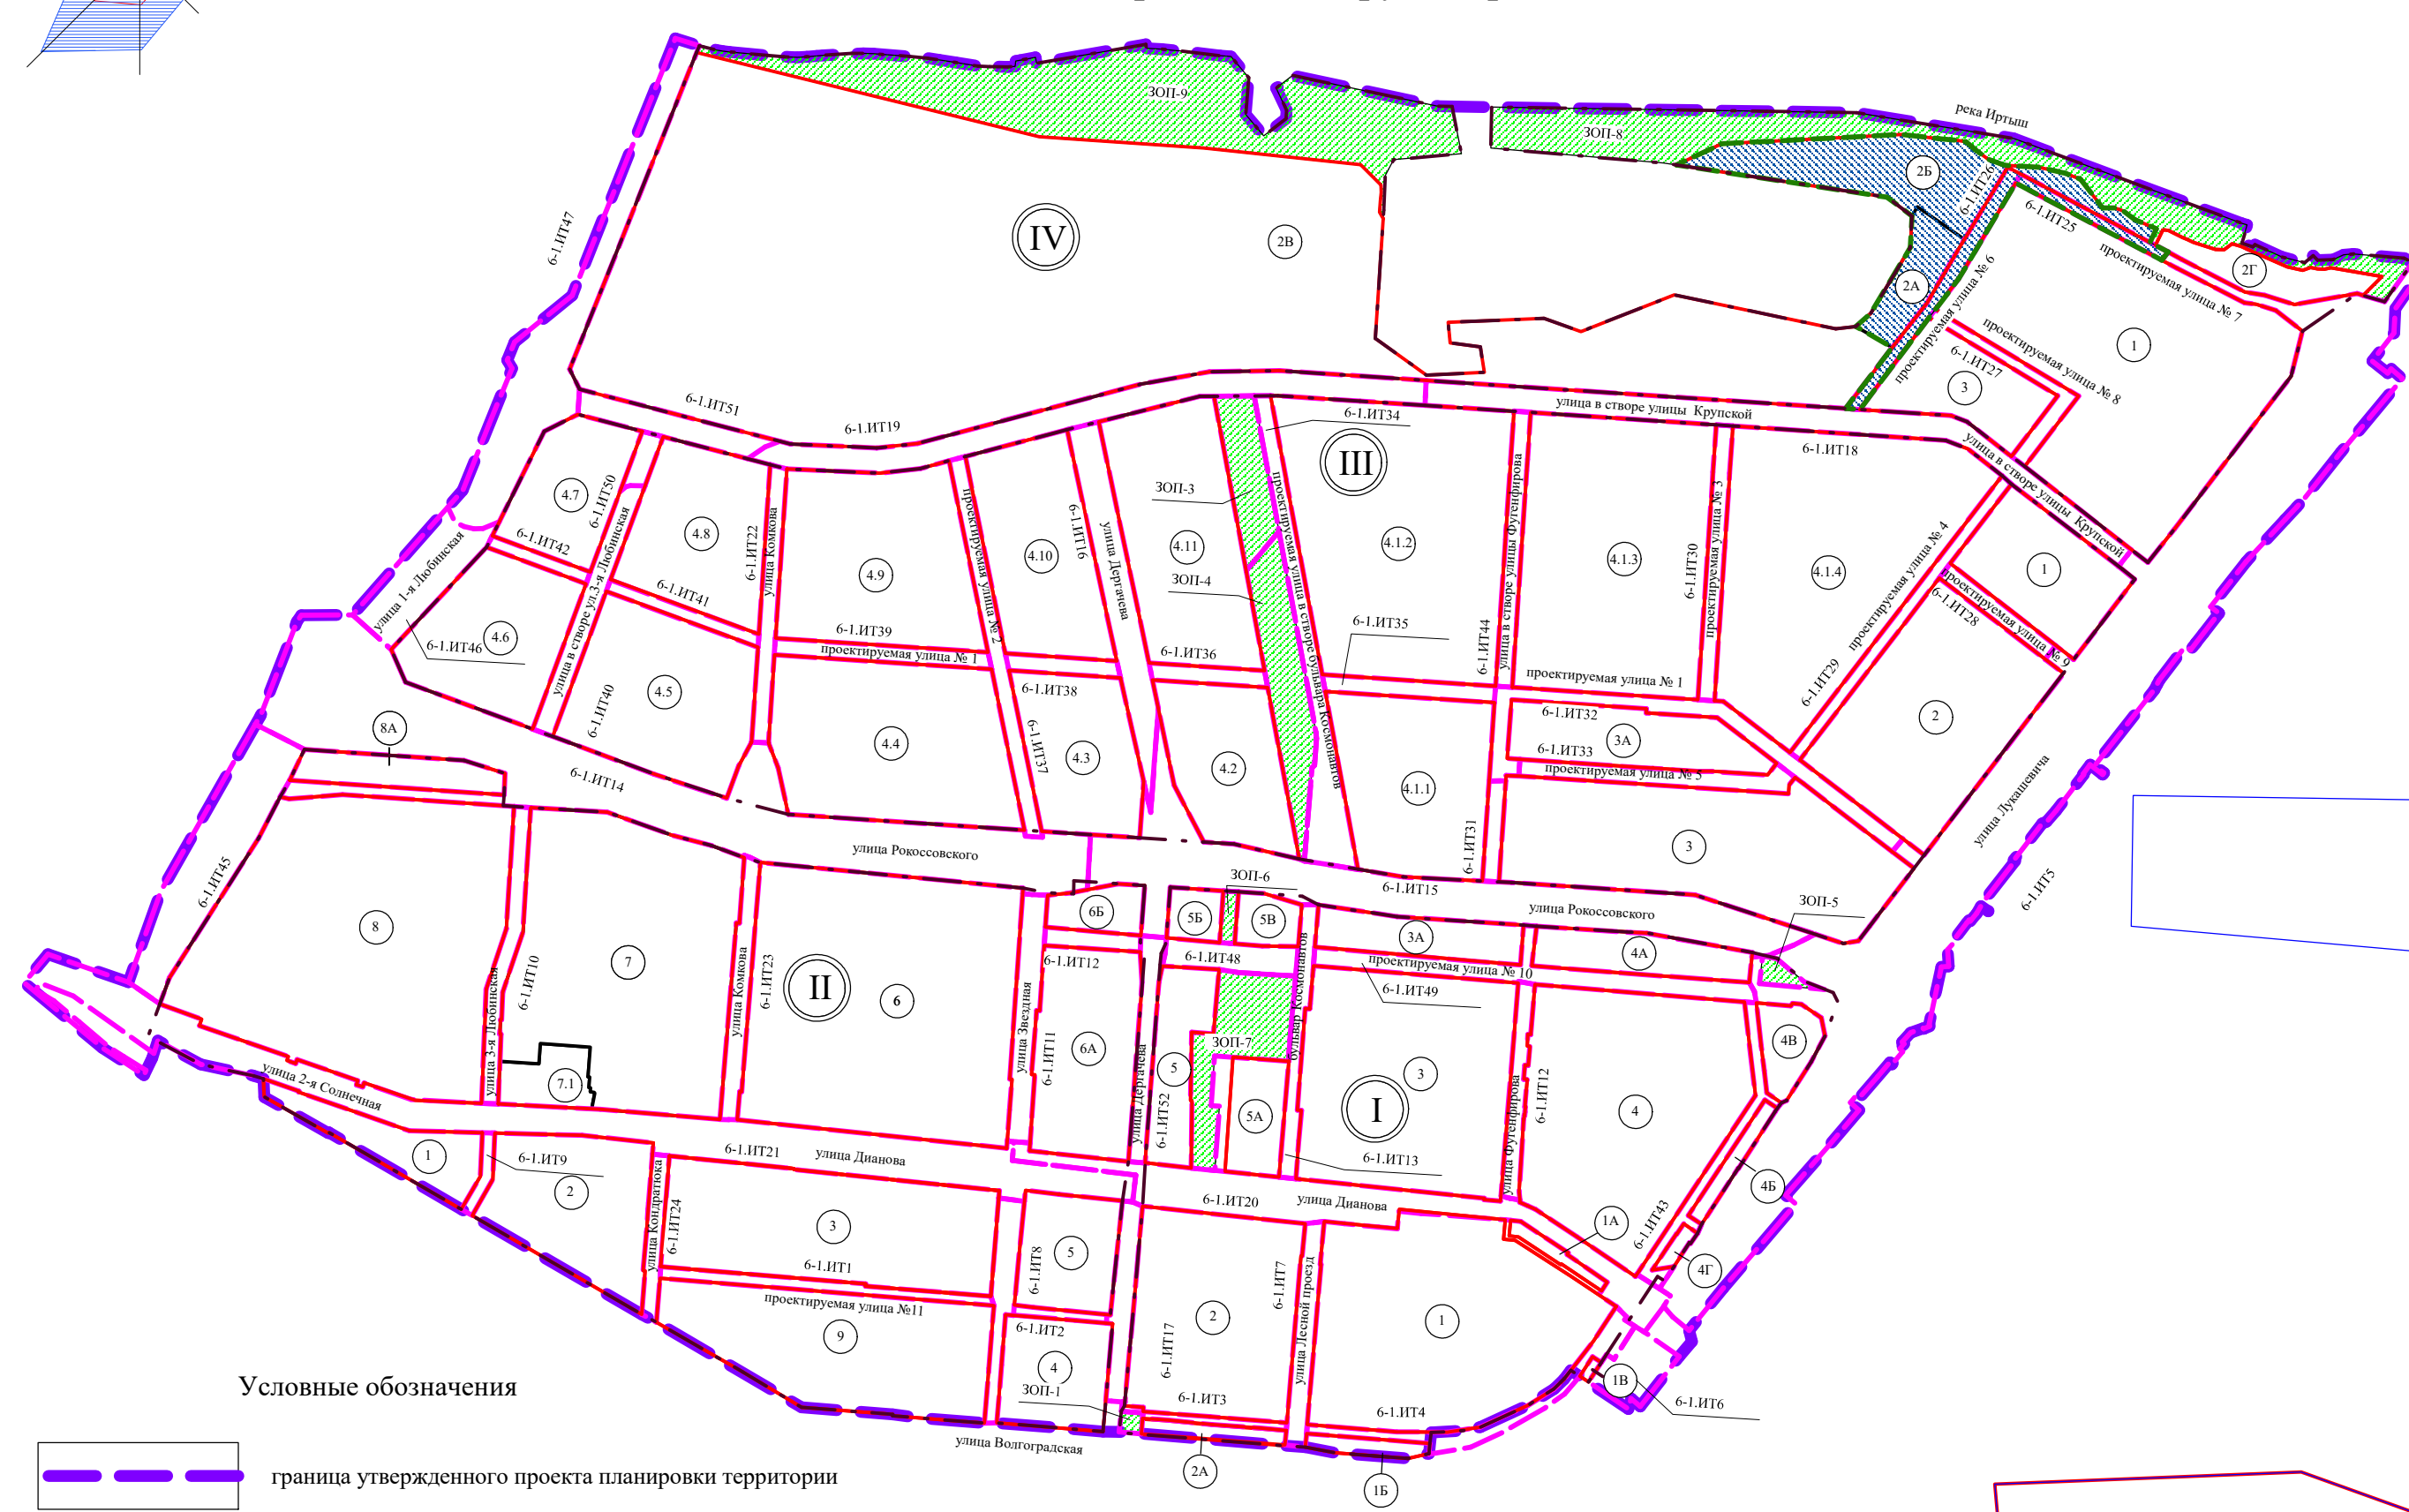 ЗОП-9
река Иртыш
ЗОП-8
2Б
6-1.ИТ26
6-1.ИТ25
6-1.ИТ47
IV
2В
проектируемая улица № 7
2Г
2А
проектируемая улица № 6
проектируемая улица № 8
1
6-1.ИТ27
3
6-1.ИТ51
6-1.ИТ19
6-1.ИТ34
улица в створе улицы Крупской
III
6-1.ИТ18
улица в створе улицы Крупской
4.7
6-1.ИТ50
ЗОП-3
6-1.ИТ42
4.8
6-1.ИТ22
улица Комкова
4.9
проектируемая улица № 2
4.10
6-1.ИТ16
улица Дергачева
4.11
проектируемая улица в створе бульвара Космонавтов
4.1.2
улица в створе улицы Фугенфирова
4.1.3
6-1.ИТ30
проектируемая улица № 3
4.1.4
проектируемая улица № 4
1
улица 1-я Любинская
улица в створе ул.3-я Любинская
6-1.ИТ41
ЗОП-4
проектируемая улица № 9
6-1.ИТ28
4.6
6-1.ИТ46
6-1.ИТ39
проектируемая улица № 1
6-1.ИТ36
6-1.ИТ35
6-1.ИТ44
6-1.ИТ29
4.5
6-1.ИТ40
6-1.ИТ38
проектируемая улица № 1
6-1.ИТ32
2
8А
4.4
6-1.ИТ37
4.3
4.2
3А
6-1.ИТ33
проектируемая улица № 5
6-1.ИТ14
4.1.1
улица Лукашевича
6-1.ИТ31
3
6-1.ИТ45
улица Рокоссовского
6-1.ИТ5
ЗОП-6
6-1.ИТ15
ЗОП-5
улица Рокоссовского
8
6Б
5Б
5В
3А
4А
7
6-1.ИТ10
улица 3-я Любинская
улица Комкова
6-1.ИТ23
II
6
6-1.ИТ12
6-1.ИТ48
бульвар Космонавтов
проектируемая улица № 10
6-1.ИТ49
улица Звездная
6-1.ИТ11
6А
улица Дергачева
ЗОП-7
4В
5
6-1.ИТ52
5А
3
I
улица Фугенфирова
6-1.ИТ12
4
улица 2-я Солнечная
7.1
1
6-1.ИТ9
2
6-1.ИТ21
улица Дианова
6-1.ИТ13
4Б
улица Кондратюка
6-1.ИТ24
3
6-1.ИТ20
улица Дианова
1А
6-1.ИТ43
6-1.ИТ1
6-1.ИТ8
5
6-1.ИТ7
Лесной проезд
4Г
проектируемая улица №11
9
6-1.ИТ2
4
6-1.ИТ17
2
1
ЗОП-1
6-1.ИТ3
6-1.ИТ4
1В
6-1.ИТ6
улица Волгоградская
2А
1Б
Условные обозначения
граница утвержденного проекта планировки территории